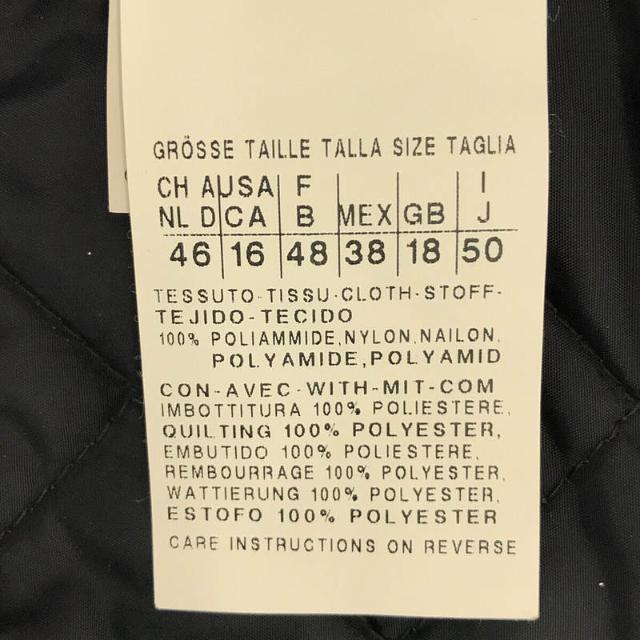 GRÖSSE TAILLE TALLA SIZE TAGLIA
CH A USA F I
NL D CA B MEX GB J
46 16 48 38 18 50
TESSUTO-TISSU-CLOTH-STOFF-
TEJIDO-TECIDO
100% POLIAMMIDE,NYLON,NAILON,
POLYAMIDE,POLYAMID
CON-AVEC-WITH-MIT-COM
IMBOTTITURA 100% POLIESTERE,
QUILTING 100% POLYESTER,
EMBUTIDO 100% POLIESTERE,
REMBOURRAGE 100% POLYESTER,
WATTIERUNG 100% POLYESTER,
ESTOFO 100% POLYESTER
CARE INSTRUCTIONS ON REVERSE